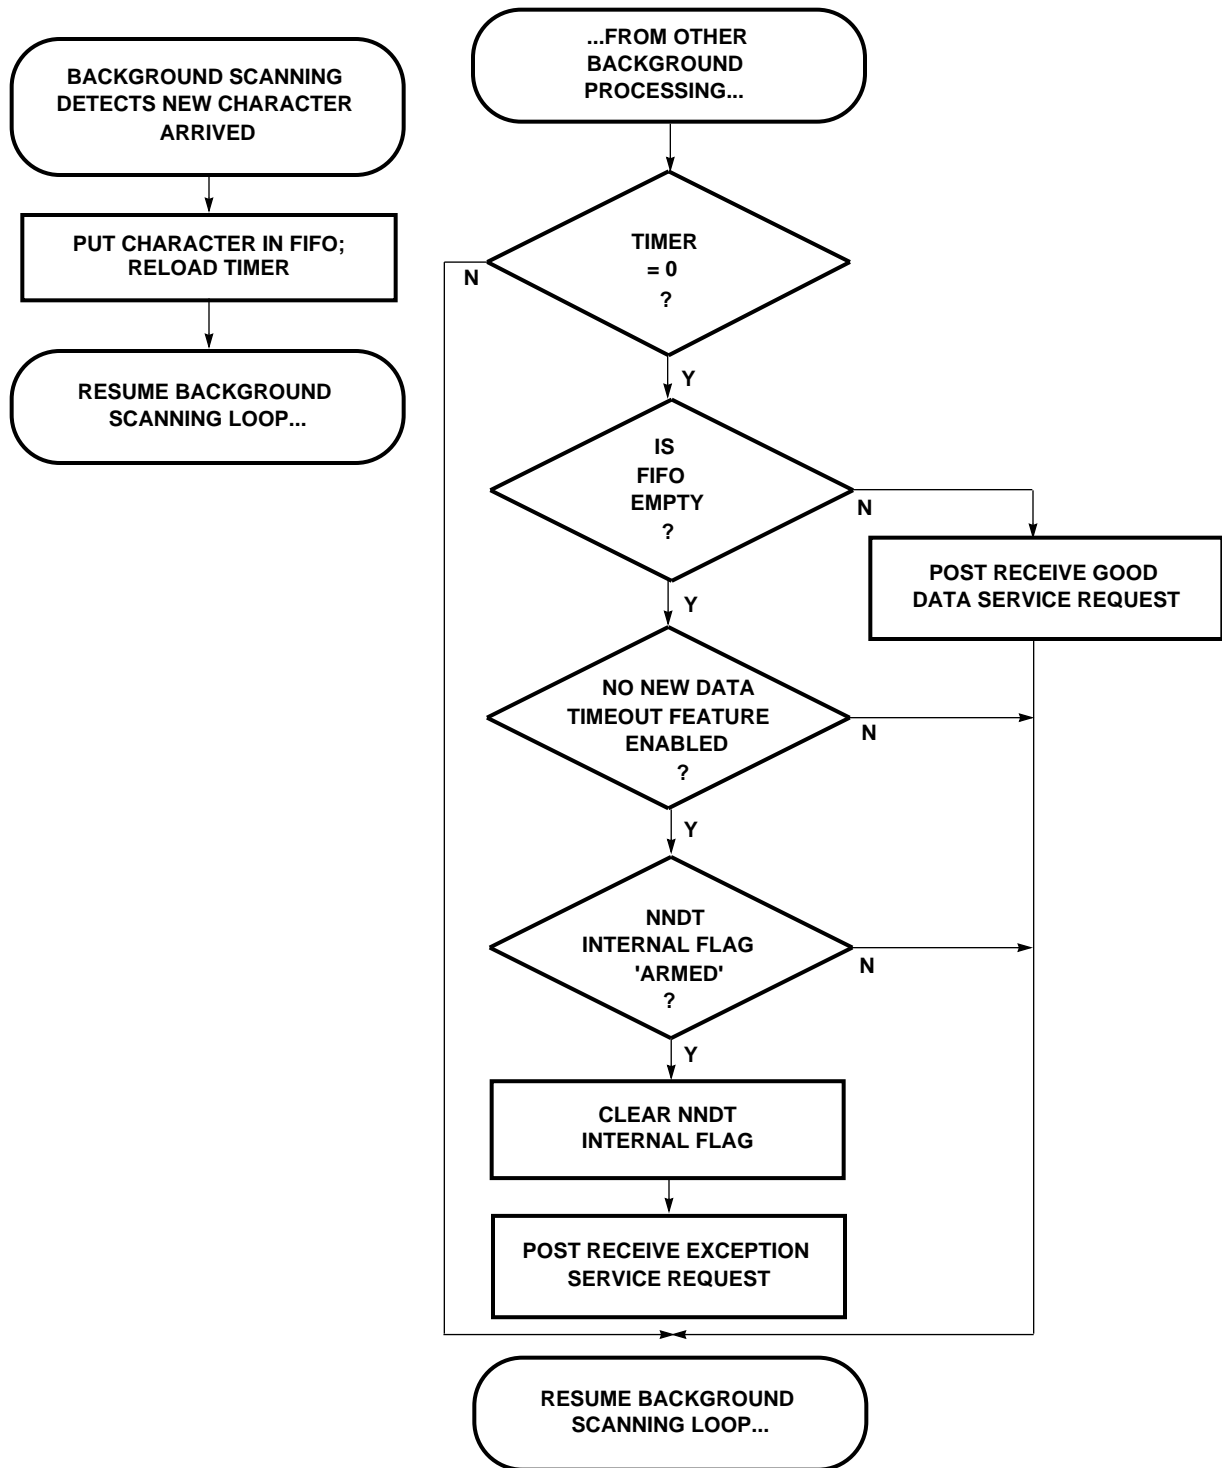 BACKGROUND SCANNING
DETECTS NEW CHARACTER
ARRIVED
PUT CHARACTER IN FIFO;
RELOAD TIMER
RESUME BACKGROUND
SCANNING LOOP...
...FROM OTHER
BACKGROUND
PROCESSING...
TIMER
= 0
?
N
Y
IS
FIFO
EMPTY
?
N
POST RECEIVE GOOD
DATA SERVICE REQUEST
Y
NO NEW DATA
TIMEOUT FEATURE
ENABLED
?
N
Y
NNDT
INTERNAL FLAG
'ARMED'
?
N
Y
CLEAR NNDT
INTERNAL FLAG
POST RECEIVE EXCEPTION
SERVICE REQUEST
RESUME BACKGROUND
SCANNING LOOP...